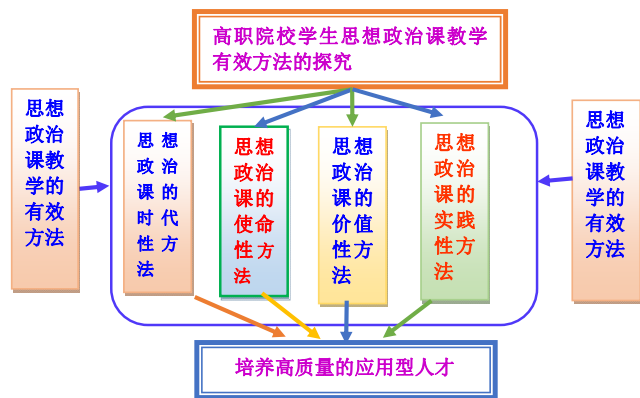 高职院校学生思想政治课教学
有效方法的探究
思想
政治
课教
学的
有效
方法
思想
政治
课的
时代
性方
法
思想
政治
课的
使命
性方
法
思想
政治
课的
价值
性方
法
思想
政治
课的
实践
性方
法
思想
政治
课教
学的
有效
方法
培养高质量的应用型人才